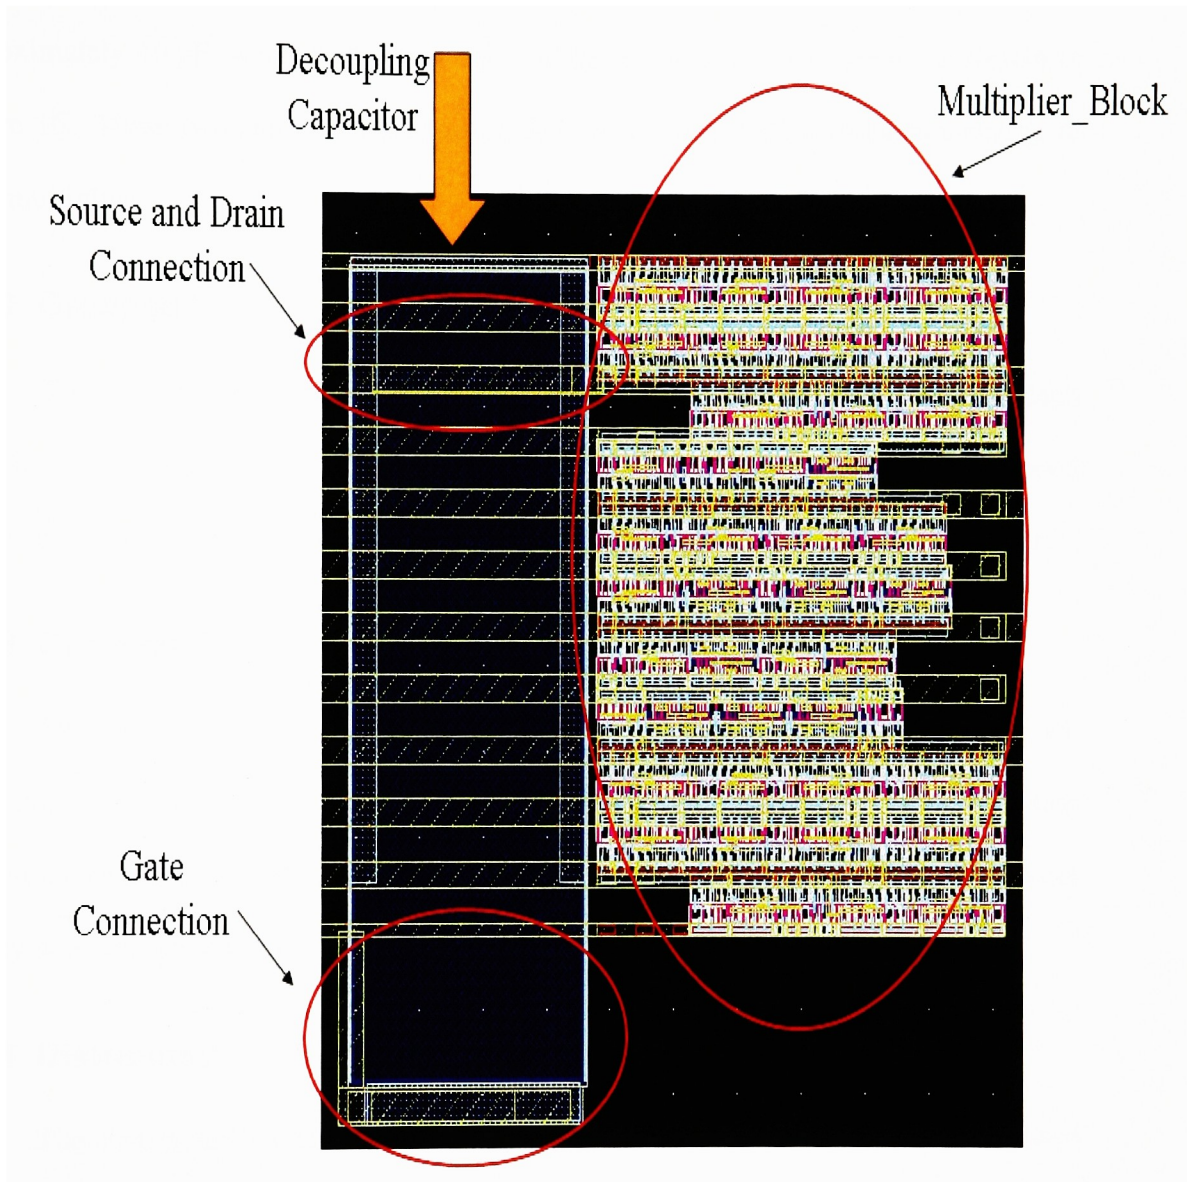 Decoupling
Capacitor
Multiplier_Block
Source and Drain
Connection
Gate
Connection